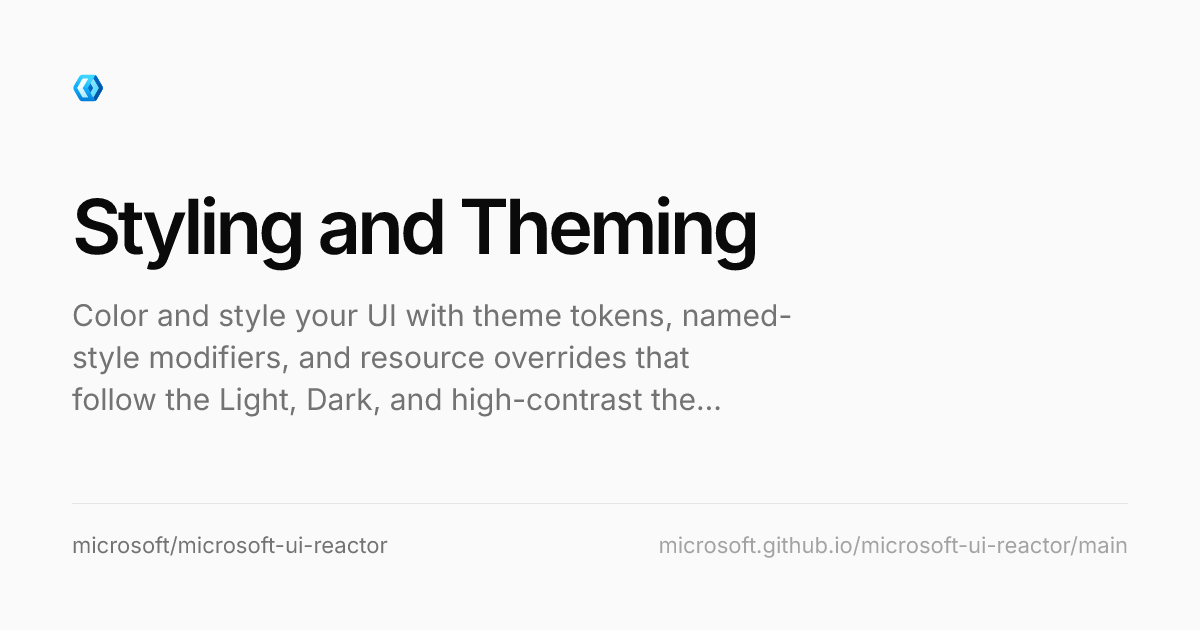 Styling and Theming
Color and style your UI with theme tokens, named-
style modifiers, and resource overrides that
follow the Light, Dark, and high-contrast the...
microsoft/microsoft-ui-reactor
microsoft.github.io/microsoft-ui-reactor/main